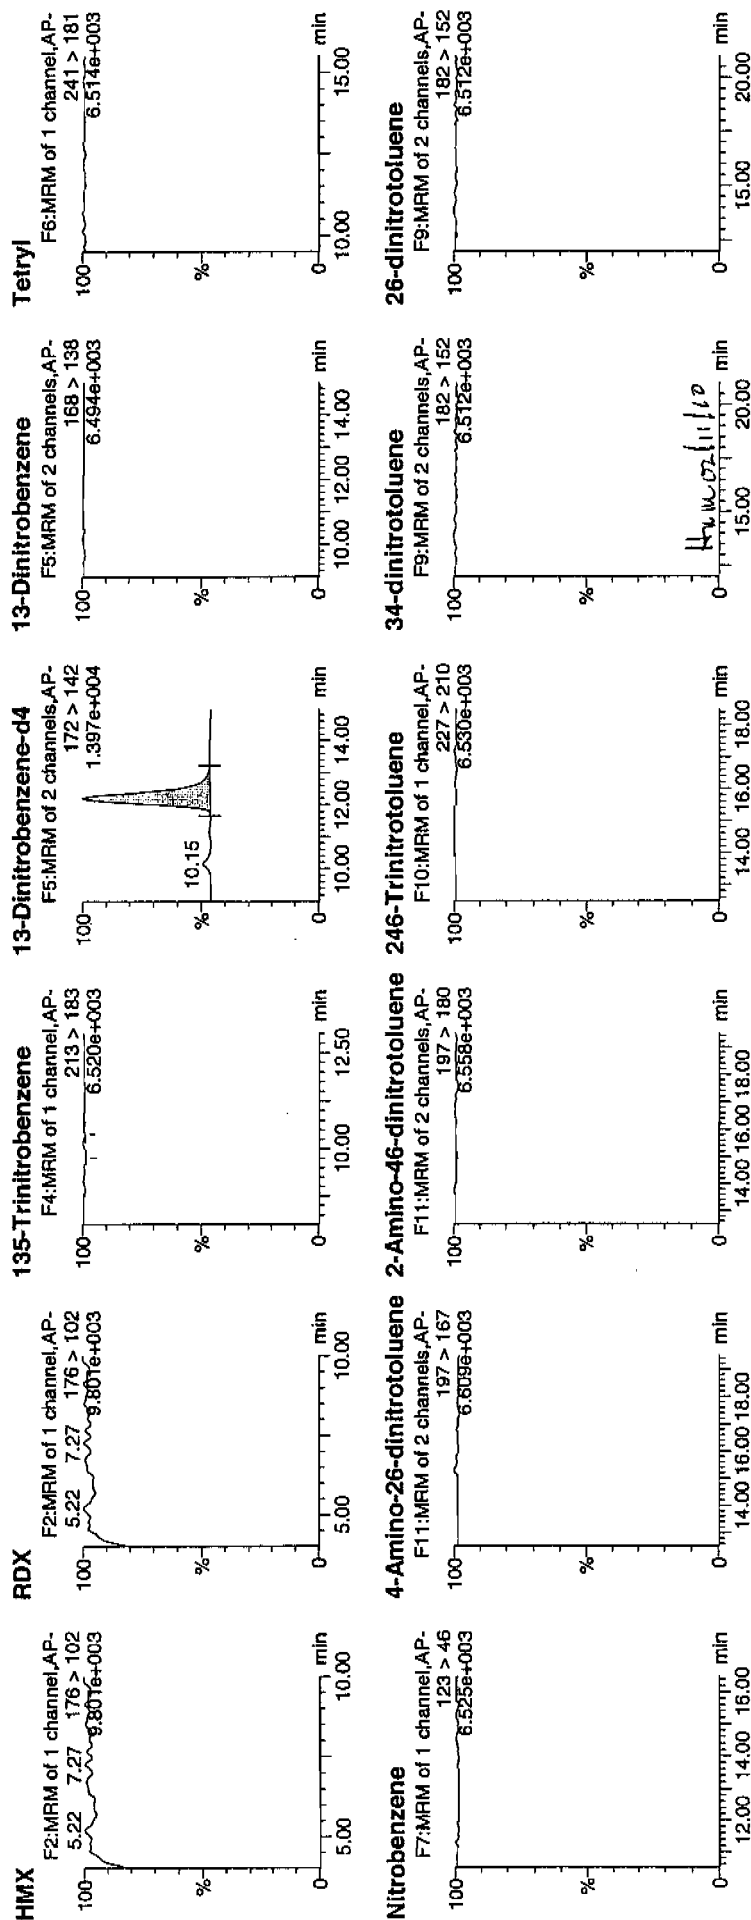 HMX
F2:MRM of 1 channel,AP-
176 > 102
9.801e+003
100
5.22
7.27
%
0
5.00
10.00
min
RDX
F2:MRM of 1 channel,AP-
176 > 102
9.801e+003
100
5.22
7.27
%
0
5.00
10.00
min
135-Trinitrobenzene
F4:MRM of 1 channel,AP-
213 > 183
6.520e+003
100
%
0
10.00
12.50
min
13-Dinitrobenzene-d4
F5:MRM of 2 channels,AP-
172 > 142
1.397e+004
100
10.15
%
0
10.00
12.00
14.00
min
13-Dinitrobenzene
F5:MRM of 2 channels,AP-
168 > 138
6.494e+003
100
%
0
10.00
12.00
14.00
min
Tetryl
F6:MRM of 1 channel,AP-
241 > 181
6.514e+003
100
%
0
10.00
15.00
min
Nitrobenzene
F7:MRM of 1 channel,AP-
123 > 46
6.525e+003
100
%
0
12.00
14.00
16.00
min
4-Amino-26-dinitrotoluene
F11:MRM of 2 channels,AP-
197 > 167
6.609e+003
100
%
0
14.00
16.00
18.00
min
2-Amino-46-dinitrotoluene
F11:MRM of 2 channels,AP-
197 > 180
6.558e+003
100
%
0
14.00
16.00
18.00
min
246-Trinitrotoluene
F10:MRM of 1 channel,AP-
227 > 210
6.530e+003
100
%
0
14.00
16.00
18.00
min
34-dinitrotoluene
F9:MRM of 2 channels,AP-
182 > 152
6.512e+003
100
%
0
15.00
20.00
min
02/11/10
26-dinitrotoluene
F9:MRM of 2 channels,AP-
182 > 152
6.512e+003
100
%
0
15.00
20.00
min